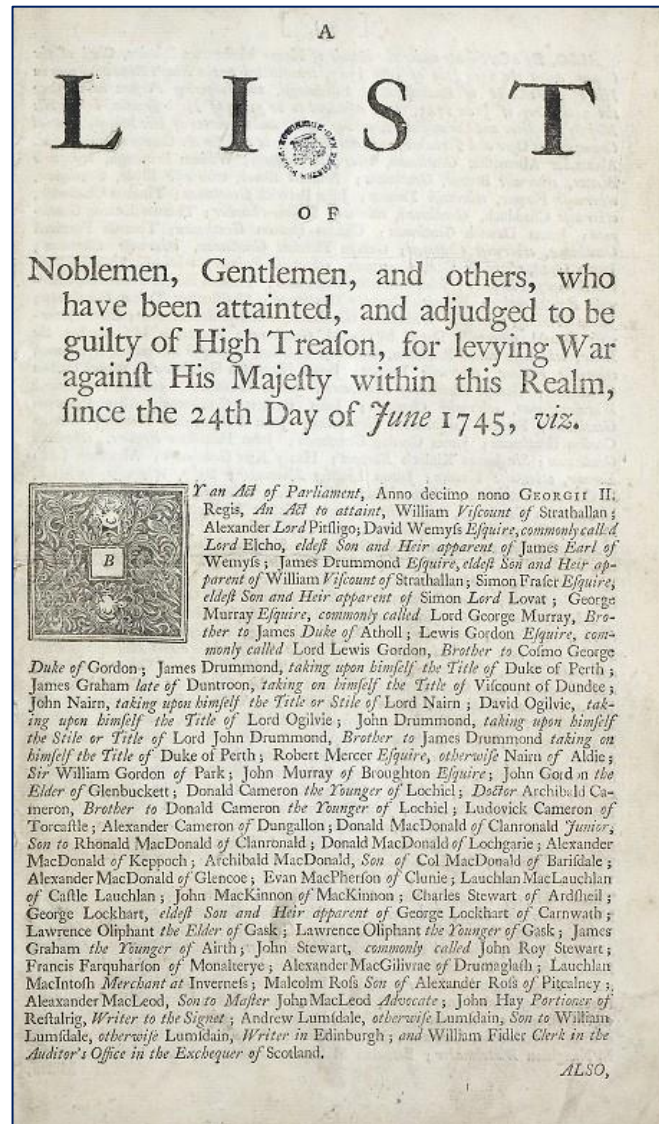 A
LIST
OF
Noblemen, Gentlemen, and others, who
have been attainted, and adjudged to be
guilty of High Treaſon, for levying War
againſt His Majeſty within this Realm,
ſince the 24th Day of June 1745, viz.
BY an Act of Parliament, Anno decimo nono GEORGII II.
Regis, An Act to attaint, William Viſcount of Strathallan;
Alexander Lord Pitſligo; David Wemyſs Eſquire, commonly called
Lord Elcho, eldeſt Son and Heir apparent of James Earl of
Wemyſs; James Drummond Eſquire, eldeſt Son and Heir ap-
parent of William Viſcount of Strathallan; Simon Fraſer Eſquire,
eldeſt Son and Heir apparent of Simon Lord Lovat; George
Murray Eſquire, commonly called Lord George Murray, Bro-
ther to James Duke of Atholl; Lewis Gordon Eſquire, com-
monly called Lord Lewis Gordon, Brother to Coſmo George
Duke of Gordon; James Drummond, taking upon himſelf the Title of Duke of Perth;
James Graham late of Duntroon, taking on himſelf the Title of Viſcount of Dundee;
John Nairn, taking upon himſelf the Title or Stile of Lord Nairn; David Ogilvie, tak-
ing upon himſelf the Title of Lord Ogilvie; John Drummond, taking upon himſelf
the Stile or Title of Lord John Drummond, Brother to James Drummond taking on
himſelf the Title of Duke of Perth; Robert Mercer Eſquire, otherwiſe Nairn of Aldie;
Sir William Gordon of Park; John Murray of Broughton Eſquire; John Gordon the
Elder of Glenbuckett; Donald Cameron the Younger of Lochiel; Doctor Archibald Ca-
meron, Brother to Donald Cameron the Younger of Lochiel; Ludovick Cameron of
Torcaſtle; Alexander Cameron of Dungallon; Donald MacDonald of Clanronald Junior,
Son to Rhonald MacDonald of Clanronald; Donald MacDonald of Lochgarie; Alexander
MacDonald of Keppoch; Archibald MacDonald, Son of Col MacDonald of Bariſdale;
Alexander MacDonald of Glencoe; Evan MacPherſon of Clunie; Lauchlan MacLauchlan
of Caſtle Lauchlan; John MacKinnon of MacKinnon; Charles Stewart of Ardſheil;
George Lockhart, eldeſt Son and Heir apparent of George Lockhart of Carnwath;
Lawrence Oliphant the Elder of Gask; Lawrence Oliphant the Younger of Gask; James
Graham the Younger of Airth; John Stewart, commonly called John Roy Stewart;
Francis Farquharſon of Monalterye; Alexander MacGilivrae of Drumaglaſh; Lauchlan
MacIntoſh Merchant at Inverneſs; Malcolm Roſs Son of Alexander Roſs of Pitcalney;
Aleaxander MacLeod, Son to Maſter John MacLeod Advocate; John Hay Portioner of
Reſtalrig, Writer to the Signet; Andrew Lumſdale, otherwiſe Lumſdain, Son to William
Lumſdale, otherwiſe Lumſdain, Writer in Edinburgh; and William Fidler Clerk in the
Auditor's Office in the Exchequer of Scotland.
ALSO,